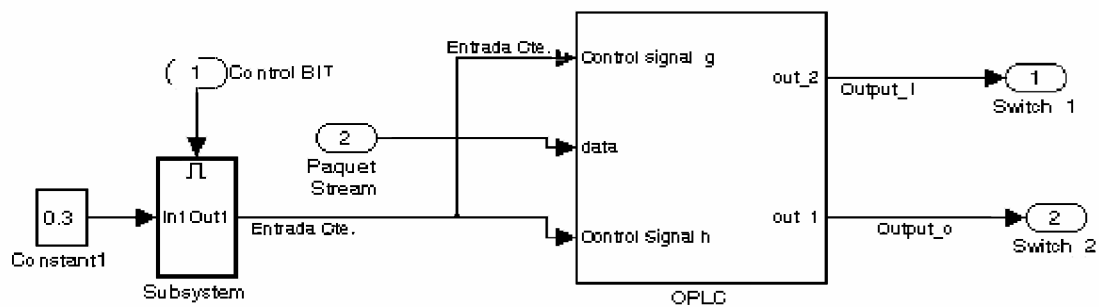 Entrada Cte.
1
Control BIT
Control signal g
out_2
Output_l
1
Switch 1
2
Paquet
Stream
data
0.3
Constant1
In1 Out1
Subsystem
Entrada Cte.
Control Signal h
out 1
Output_o
2
Switch 2
OPLC